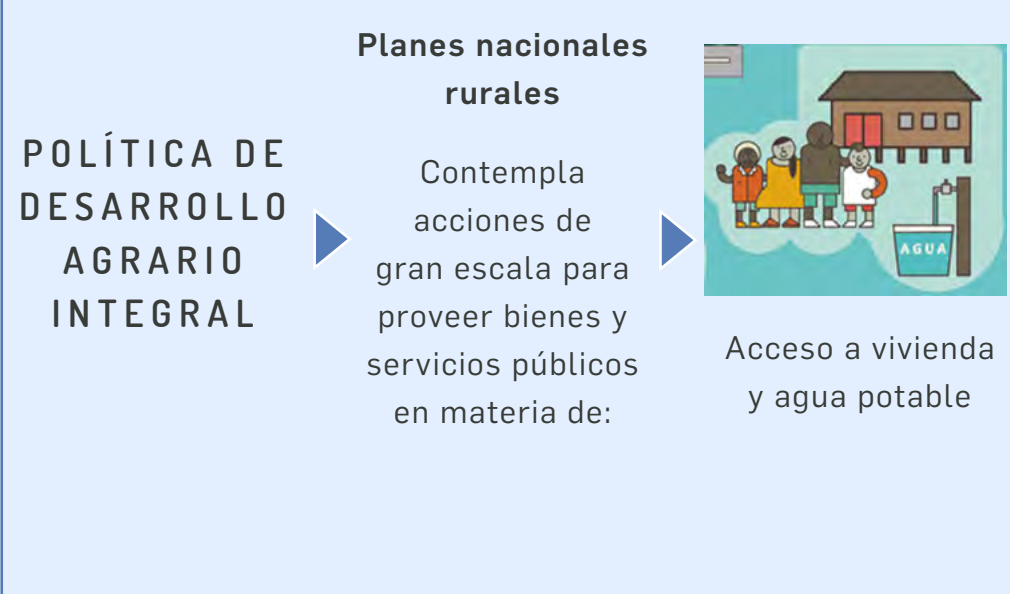 POLÍTICA DE
DESARROLLO
AGRARIO
INTEGRAL
Planes nacionales
rurales
Contempla
acciones de
gran escala para
proveer bienes y
servicios públicos
en materia de:
AGUA
Acceso a vivienda
y agua potable